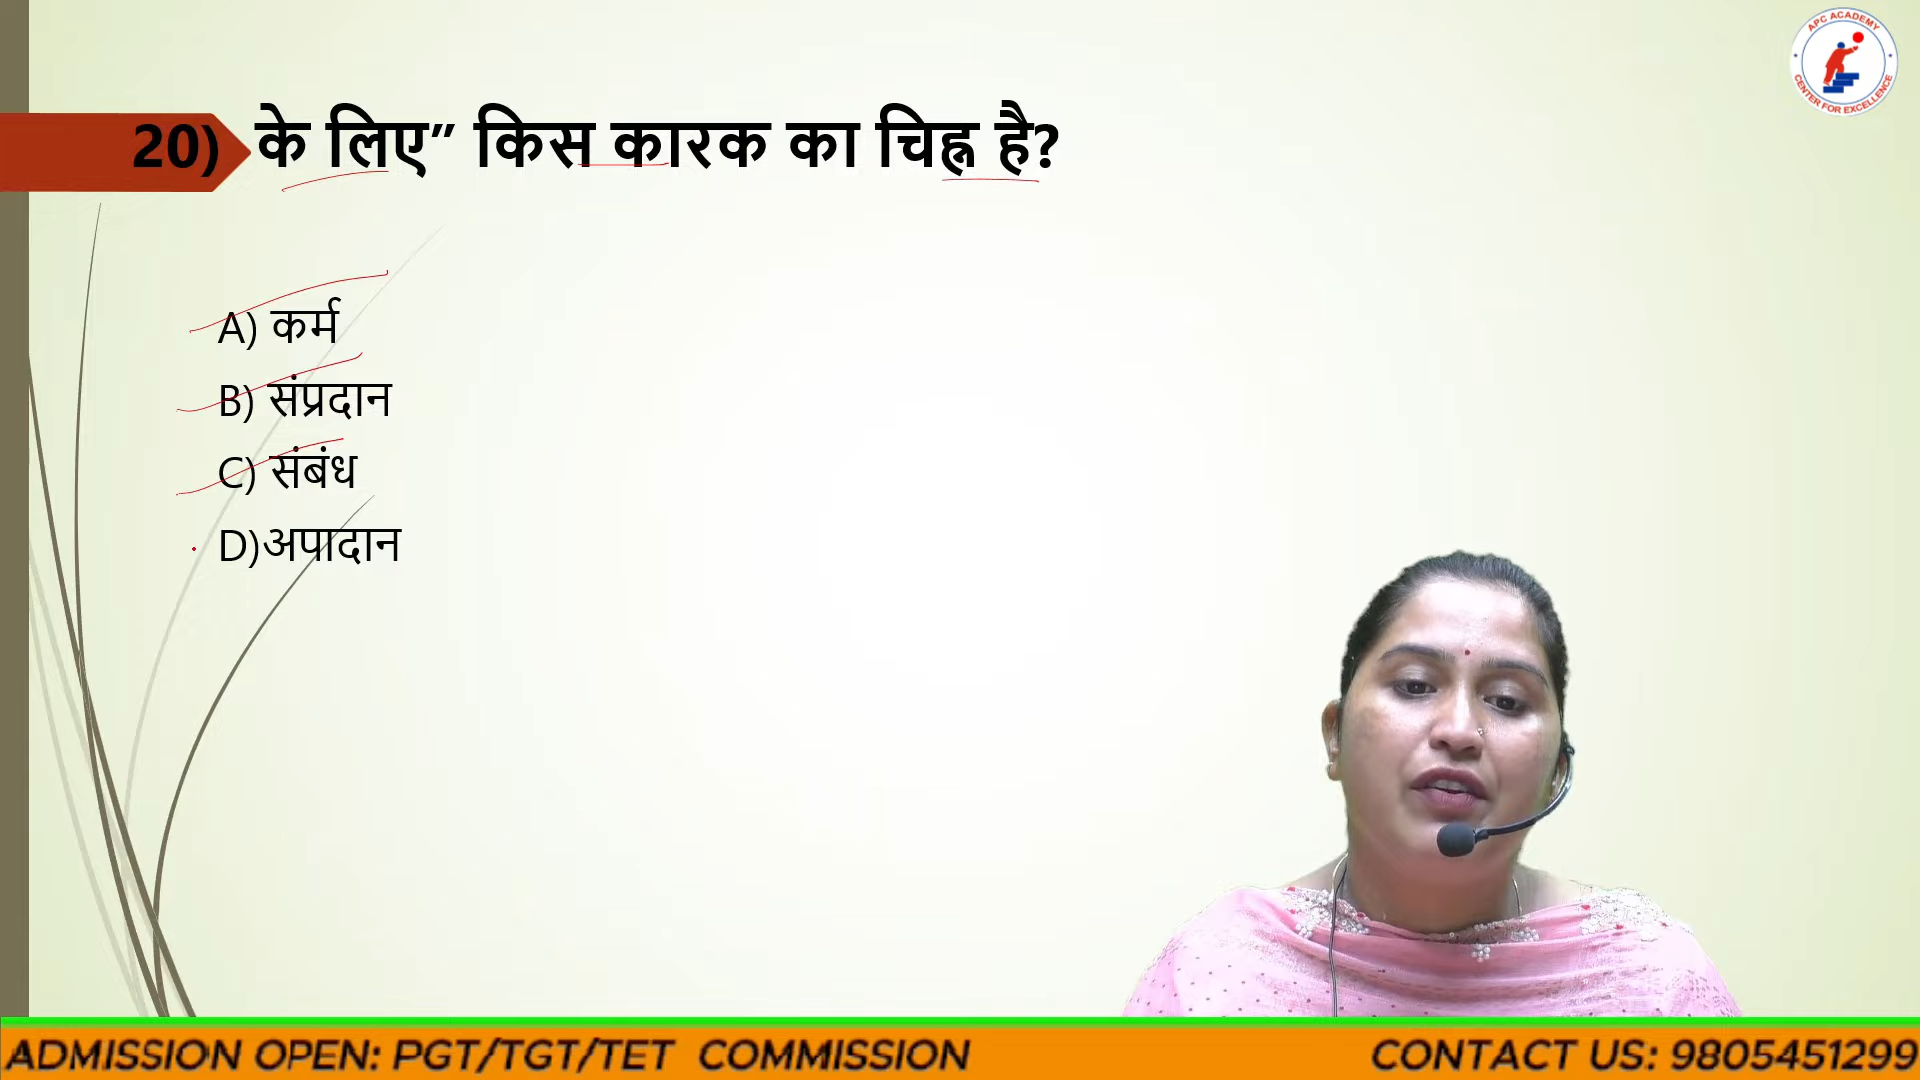 APC ACADEMY
CENTER FOR EXCELLENCE
20) के लिए” किस कारक का चिह्न है?
A) कर्म
B) संप्रदान
C) संबंध
D)अपादान
ADMISSION OPEN: PGT/TGT/TET COMMISSION
CONTACT US: 9805451299